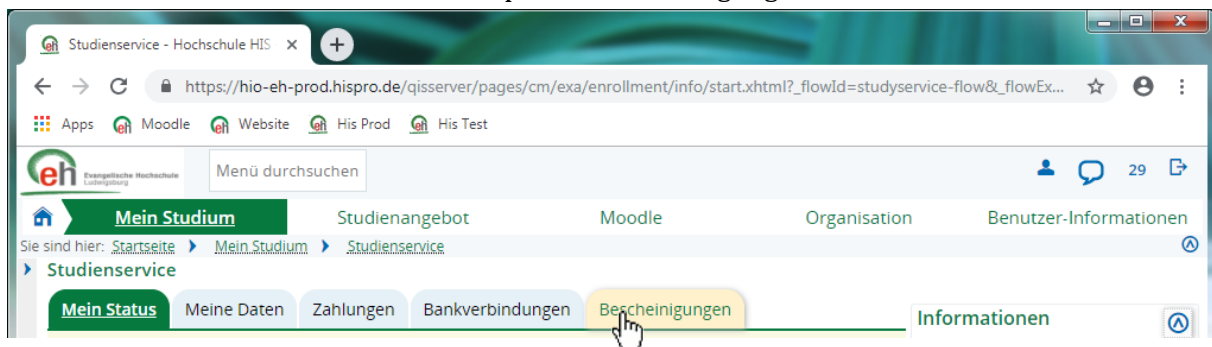 Studienservice - Hochschule HIS
https://hio-eh-prod.hispro.de/qisserver/pages/cm/exa/enrollment/info/start.xhtml?_flowId=studyservice-flow&_flowEx...
Apps Moodle Website His Prod His Test
eh Evangelische Hochschule Ludwigsburg Menü durchsuchen 29
Mein Studium Studienangebot Moodle Organisation Benutzer-Informationen
Sie sind hier: Startseite Mein Studium Studienservice
Studienservice
Mein Status Meine Daten Zahlungen Bankverbindungen Bescheinigungen
Informationen